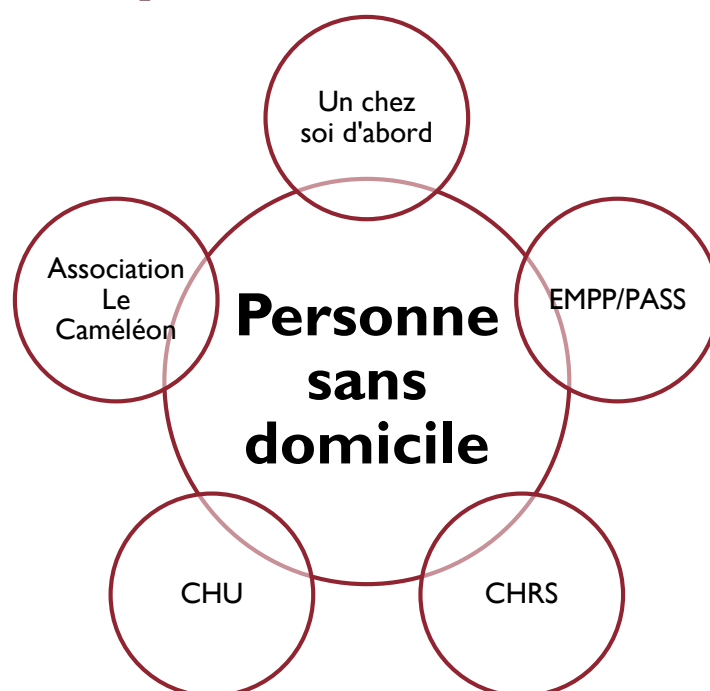 Un chez
soi d'abord
Association
Le
Caméléon
EMPP/PASS
Personne
sans
domicile
CHU
CHRS